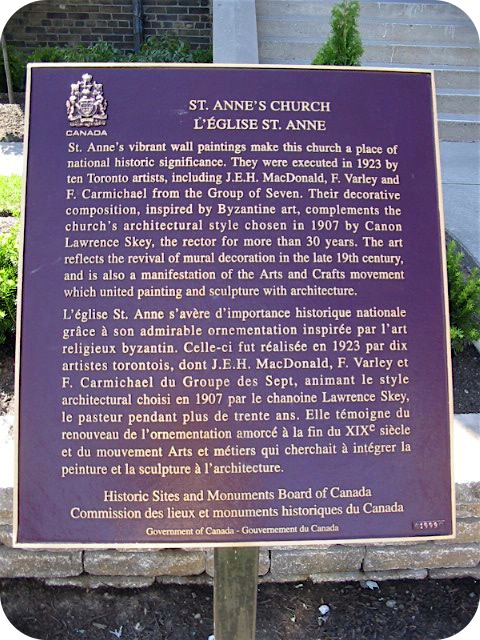 CANADA
ST. ANNE'S CHURCH
L'ÉGLISE ST. ANNE
St. Anne's vibrant wall paintings make this church a place of
national historic significance. They were executed in 1923 by
ten Toronto artists, including J.E.H. MacDonald, F. Varley and
F. Carmichael from the Group of Seven. Their decorative
composition, inspired by Byzantine art, complements the
church's architectural style chosen in 1907 by Canon
Lawrence Skey, the rector for more than 30 years. The art
reflects the revival of mural decoration in the late 19th century,
and is also a manifestation of the Arts and Crafts movement
which united painting and sculpture with architecture.
L'église St. Anne s'avère d'importance historique nationale
grâce à son admirable ornementation inspirée par l'art
religieux byzantin. Celle-ci fut réalisée en 1923 par dix
artistes torontois, dont J.E.H. MacDonald, F. Varley et
F. Carmichael du Groupe des Sept, animant le style
architectural choisi en 1907 par le chanoine Lawrence Skey,
le pasteur pendant plus de trente ans. Elle témoigne du
renouveau de l'ornementation amorcé à la fin du XIXe siècle
et du mouvement Arts et métiers qui cherchait à intégrer la
peinture et la sculpture à l'architecture.
Historic Sites and Monuments Board of Canada
Commission des lieux et monuments historiques du Canada
Government of Canada - Gouvernement du Canada
1999